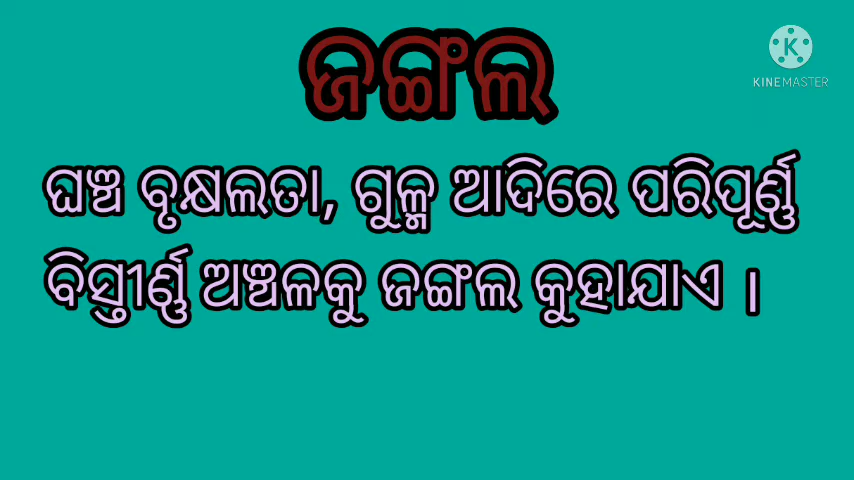 ଜଙ୍ଗଲ
KINEMASTER
ଘଞ୍ଚ ବୃକ୍ଷଲତା, ଗୁଳ୍ମ ଆଦିରେ ପରିପୂର୍ଣ୍ଣ
ବିସ୍ତୀର୍ଣ୍ଣ ଅଞ୍ଚଳକୁ ଜଙ୍ଗଲ କୁହାଯାଏ ।